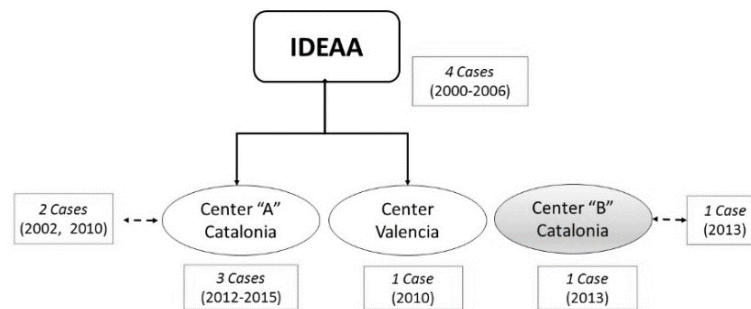 IDEAA
4 Cases
(2000-2006)
2 Cases
(2002, 2010)
Center “A”
Catalonia
Center
Valencia
Center “B”
Catalonia
1 Case
(2013)
3 Cases
(2012-2015)
1 Case
(2010)
1 Case
(2013)